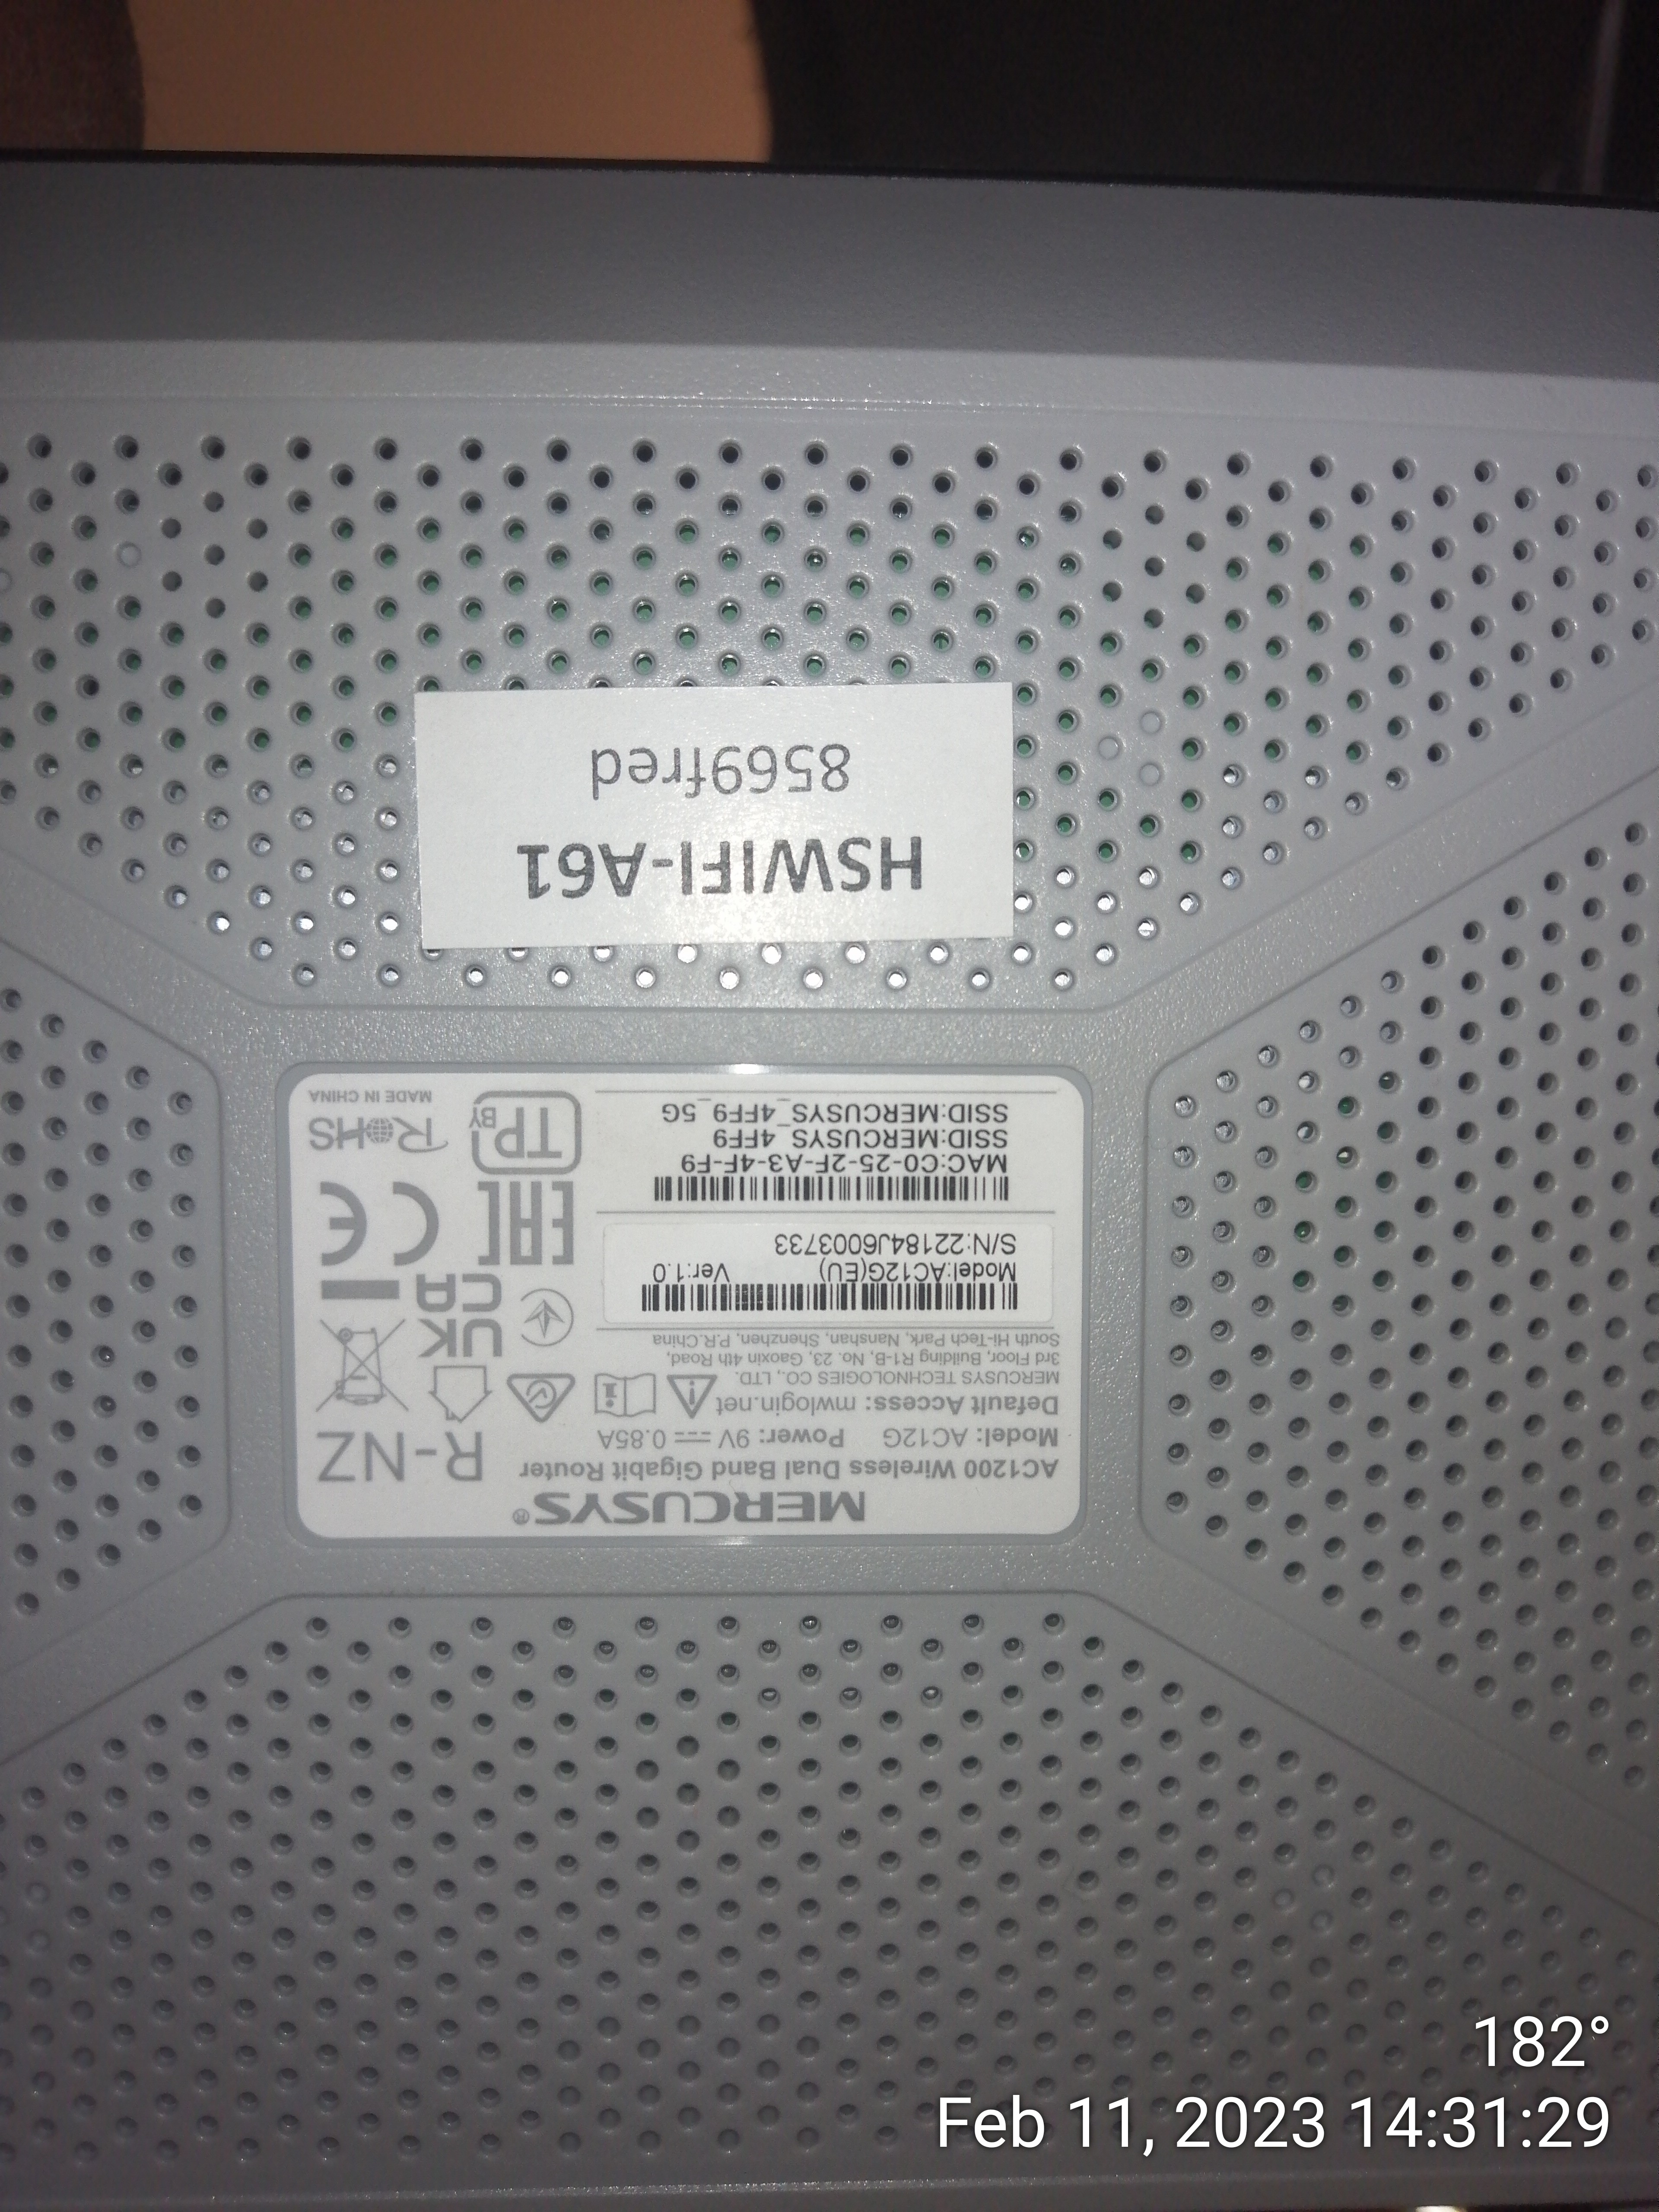 MERCUSYS®
AC1200 Wireless Dual Band Gigabit Router
Model: AC12G Power: 9V 0.85A
Default Access: mwlogin.net
MERCUSYS TECHNOLOGIES CO., LTD.
3rd Floor, Building R1-B, No. 23, Gaoxin 4th Road,
South Hi-Tech Park, Nanshan, Shenzhen, P.R.China
R-NZ
UK
CA
Model:AC12G(EU) Ver:1.0
S/N:22184J6003733
EAC CE
MAC:C0-25-2F-A3-4F-F9
SSID:MERCUSYS_4FF9
SSID:MERCUSYS_4FF9_5G
TP BY
RoHS
MADE IN CHINA
HSWIFI-A61
8569fred
182°
Feb 11, 2023 14:31:29